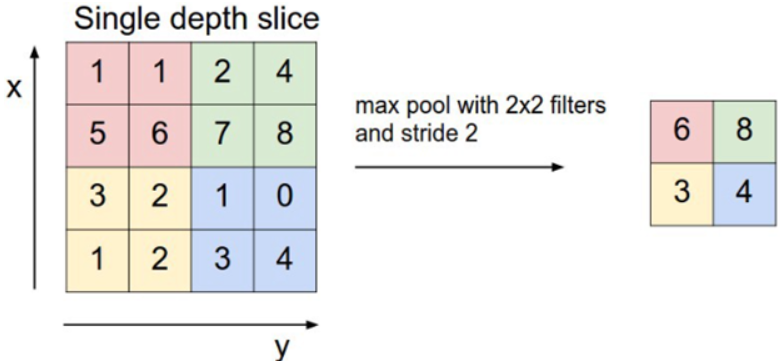 Single depth slice
x
1 1 2 4
5 6 7 8
3 2 1 0
1 2 3 4
y
max pool with 2x2 filters
and stride 2
6 8
3 4